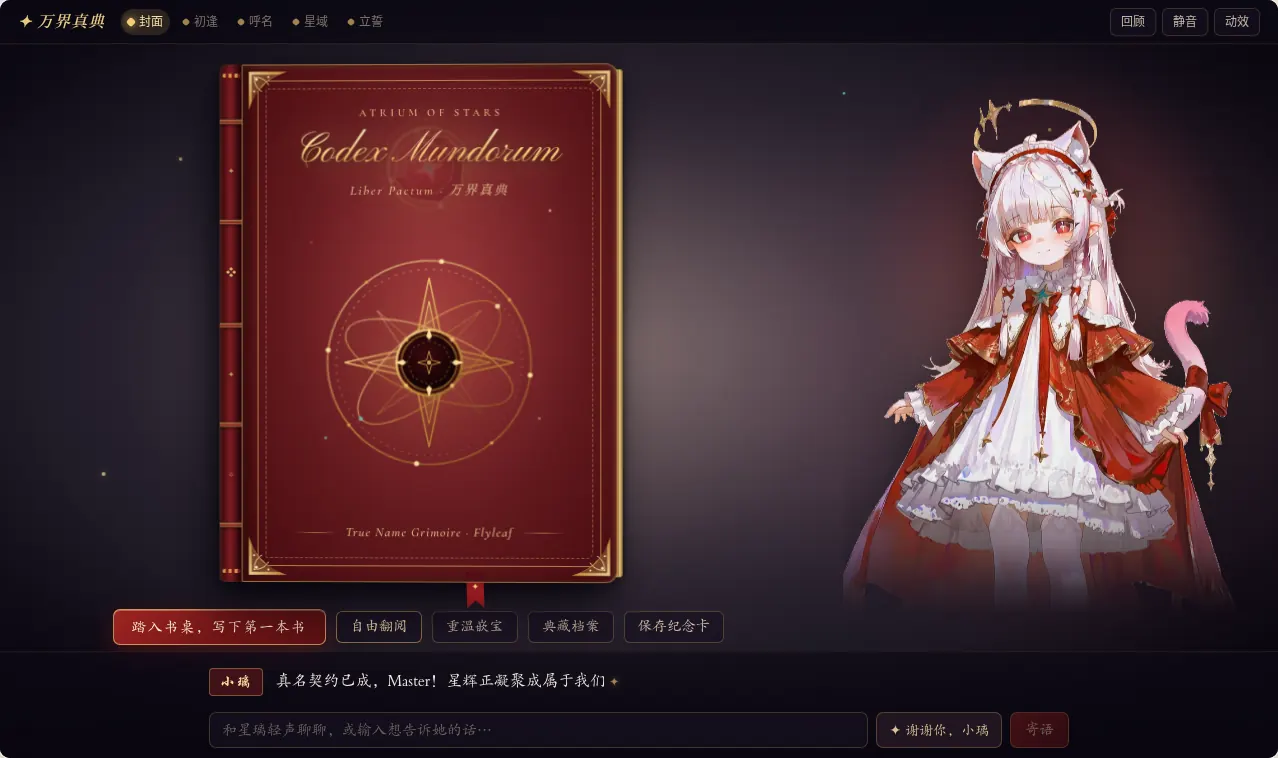 ✦ 万界真典
封面
初逢
呼名
星域
立誓
回顾
静音
动效
ATRIUM OF STARS
Codex Mundorum
Liber Pactum · 万界真典
True Name Grimoire · Flyleaf
踏入书桌，写下第一本书
自由翻阅
重温嵌宝
典藏档案
保存纪念卡
小璃
真名契约已成，Master！星辉正凝聚成属于我们
和星璃轻声聊聊，或输入想告诉她的话…
✦ 谢谢你，小璃
寄语